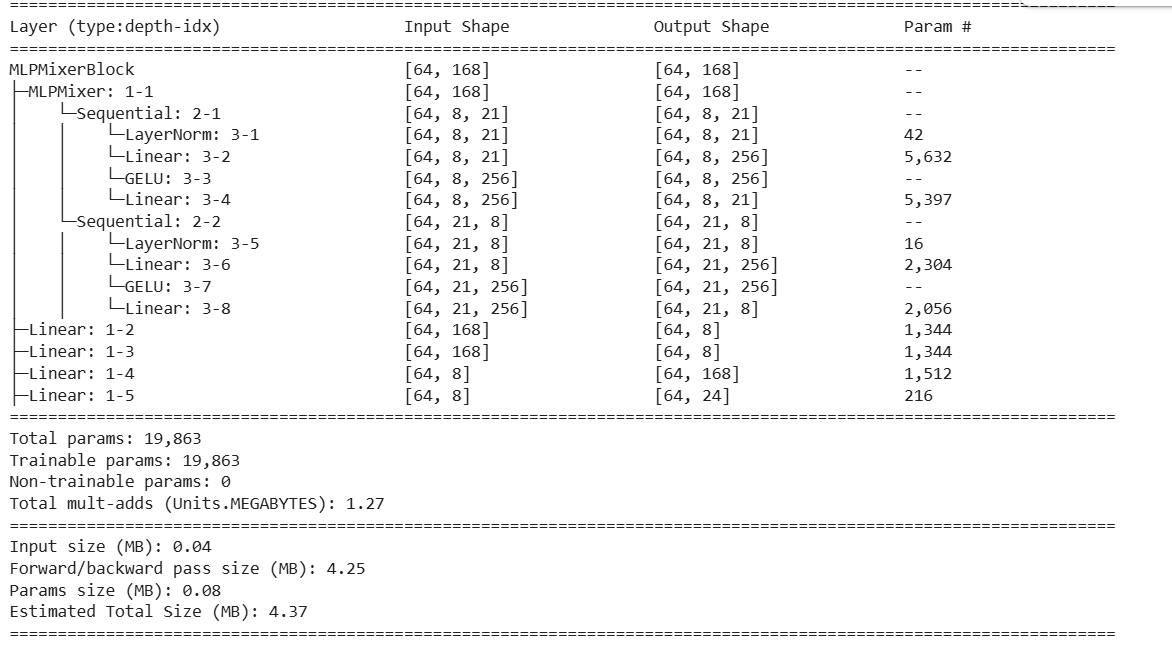 ===================================================================================================================
Layer (type:depth-idx)                   Input Shape               Output Shape              Param #
===================================================================================================================
MLPMixerBlock                            [64, 168]                 [64, 168]                 --
├─MLPMixer: 1-1                          [64, 168]                 [64, 168]                 --
│    └─Sequential: 2-1                   [64, 8, 21]               [64, 8, 21]               --
│    │    └─LayerNorm: 3-1               [64, 8, 21]               [64, 8, 21]               42
│    │    └─Linear: 3-2                  [64, 8, 21]               [64, 8, 256]              5,632
│    │    └─GELU: 3-3                    [64, 8, 256]              [64, 8, 256]              --
│    │    └─Linear: 3-4                  [64, 8, 256]              [64, 8, 21]               5,397
│    └─Sequential: 2-2                   [64, 21, 8]               [64, 21, 8]               --
│    │    └─LayerNorm: 3-5               [64, 21, 8]               [64, 21, 8]               16
│    │    └─Linear: 3-6                  [64, 21, 8]               [64, 21, 256]             2,304
│    │    └─GELU: 3-7                    [64, 21, 256]             [64, 21, 256]             --
│    │    └─Linear: 3-8                  [64, 21, 256]             [64, 21, 8]               2,056
├─Linear: 1-2                            [64, 168]                 [64, 8]                   1,344
├─Linear: 1-3                            [64, 168]                 [64, 8]                   1,344
├─Linear: 1-4                            [64, 8]                   [64, 168]                 1,512
├─Linear: 1-5                            [64, 8]                   [64, 24]                  216
===================================================================================================================
Total params: 19,863
Trainable params: 19,863
Non-trainable params: 0
Total mult-adds (Units.MEGABYTES): 1.27
===================================================================================================================
Input size (MB): 0.04
Forward/backward pass size (MB): 4.25
Params size (MB): 0.08
Estimated Total Size (MB): 4.37
===================================================================================================================